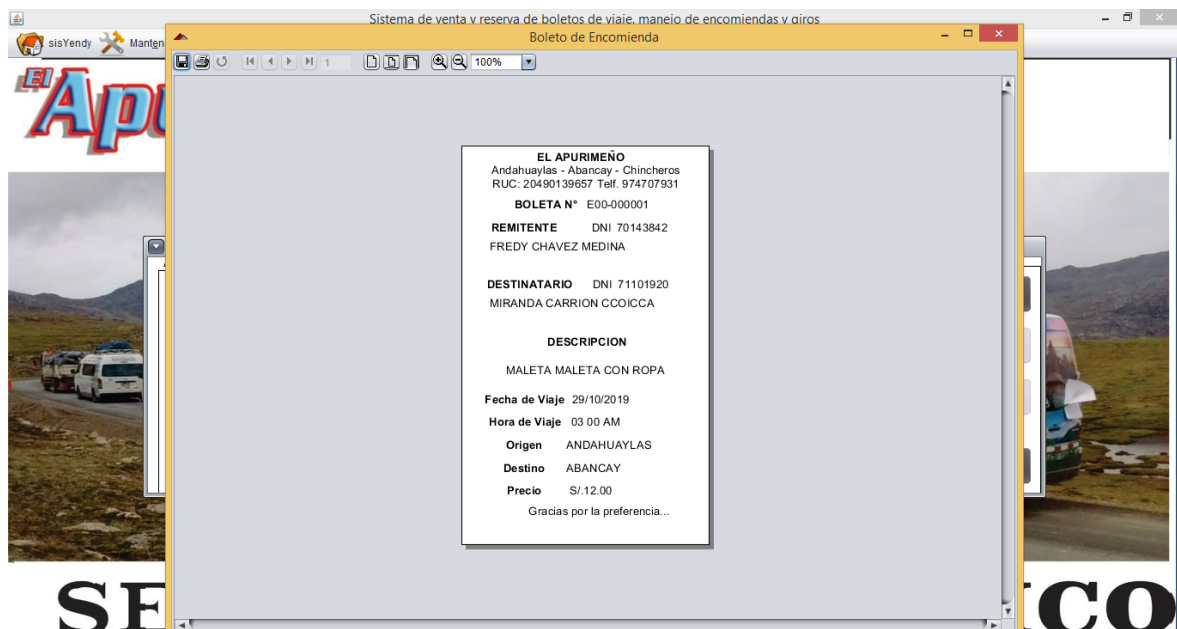 Sistema de venta y reserva de boletos de viaje, manejo de encomiendas y giros
Boleto de Encomienda
sisYendy
1
100%
El
EL APURIMEÑO
Andahuaylas - Abancay - Chincheros
RUC: 20490139657 Telf. 974707931
BOLETA N° E00-000001
REMITENTE DNI 70143842
FREDY CHAVEZ MEDINA
DESTINATARIO DNI 71101920
MIRANDA CARRION CCOICCA
DESCRIPCION
MALETA MALETA CON ROPA
Fecha de Viaje 29/10/2019
Hora de Viaje 03 00 AM
Origen ANDAHUAYLAS
Destino ABANCAY
Precio S/.12.00
Gracias por la preferencia...